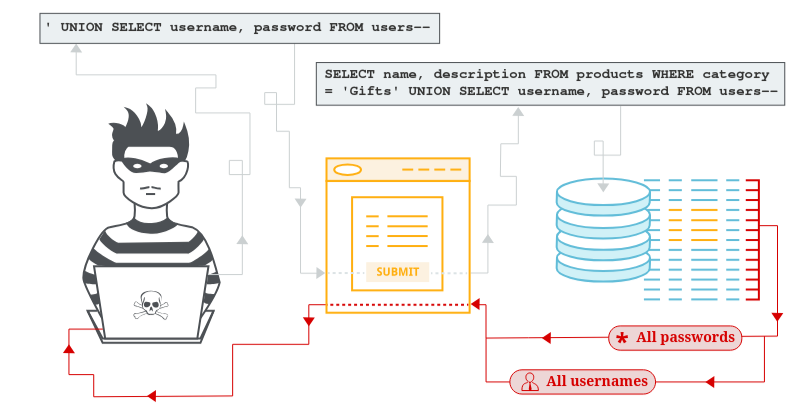 ' UNION SELECT username, password FROM users--
SELECT name, description FROM products WHERE category
= 'Gifts' UNION SELECT username, password FROM users--
SUBMIT
* All passwords
All usernames